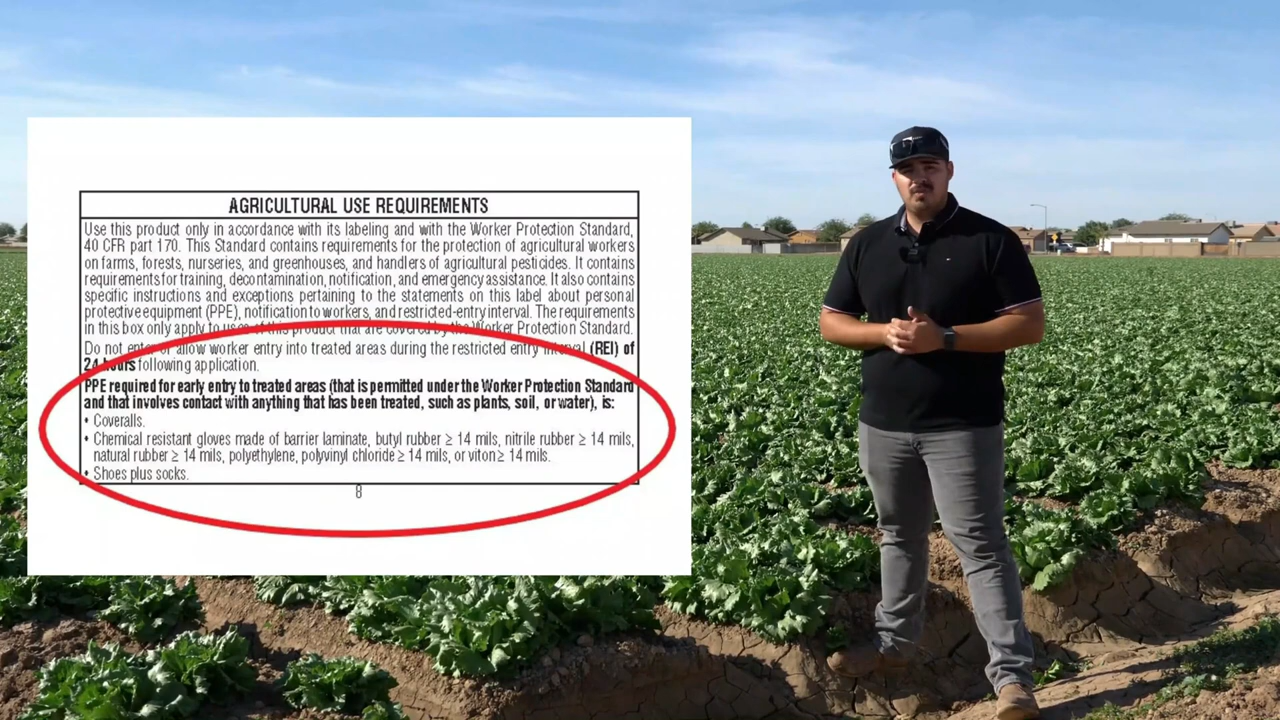 AGRICULTURAL USE REQUIREMENTS
Use this product only in accordance with its labeling and with the Worker Protection Standard,
40 CFR part 170. This Standard contains requirements for the protection of agricultural workers
on farms, forests, nurseries, and greenhouses, and handlers of agricultural pesticides. It contains
requirements for training, decontamination, notification, and emergency assistance. It also contains
specific instructions and exceptions pertaining to the statements on this label about personal
protective equipment (PPE), notification to workers, and restricted-entry interval. The requirements
in this box only apply to uses of this product that are covered by the Worker Protection Standard.
Do not enter or allow worker entry into treated areas during the restricted entry interval (REI) of
24 hours following application.
PPE required for early entry to treated areas (that is permitted under the Worker Protection Standard
and that involves contact with anything that has been treated, such as plants, soil, or water), is:
• Coveralls.
• Chemical resistant gloves made of barrier laminate, butyl rubber ≥ 14 mils, nitrile rubber ≥ 14 mils,
natural rubber ≥ 14 mils, polyethylene, polyvinyl chloride ≥ 14 mils, or viton ≥ 14 mils.
• Shoes plus socks.
8